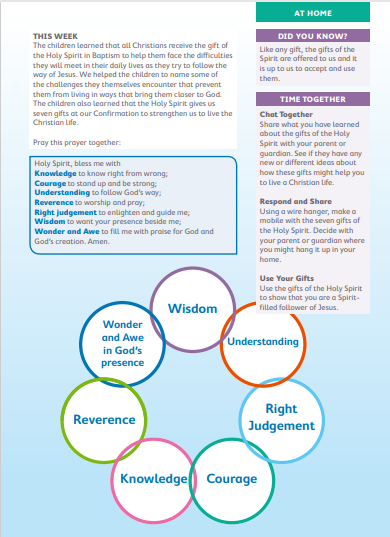 AT HOME
THIS WEEK
The children learned that all Christians receive the gift of
the Holy Spirit in Baptism to help them face the difficulties
they will meet in their daily lives as they try to follow the
way of Jesus. We helped the children to name some of
the challenges they themselves encounter that prevent
them from living in ways that bring them closer to God.
The children also learned that the Holy Spirit gives us
seven gifts at our Confirmation to strengthen us to live the
Christian life.
Pray this prayer together:
Holy Spirit, bless me with
Knowledge to know right from wrong;
Courage to stand up and be strong;
Understanding to follow God's way;
Reverence to worship and pray;
Right judgement to enlighten and guide me;
Wisdom to want your presence beside me;
Wonder and Awe to fill me with praise for God and
God's creation. Amen.
DID YOU KNOW?
Like any gift, the gifts of the
Spirit are offered to us and it
is up to us to accept and use
them.
TIME TOGETHER
Chat Together
Share what you have learned
about the gifts of the Holy
Spirit with your parent or
guardian. See if they have any
new or different ideas about
how these gifts might help you
to live a Christian life.
Respond and Share
Using a wire hanger, make a
mobile with the seven gifts of
the Holy Spirit. Decide with
your parent or guardian where
you might hang it up in your
home.
Use Your Gifts
Use the gifts of the Holy Spirit
to show that you are a Spirit-
filled follower of Jesus.
Wisdom
Understanding
Right
Judgement
Courage
Knowledge
Reverence
Wonder
and Awe
in God's
presence